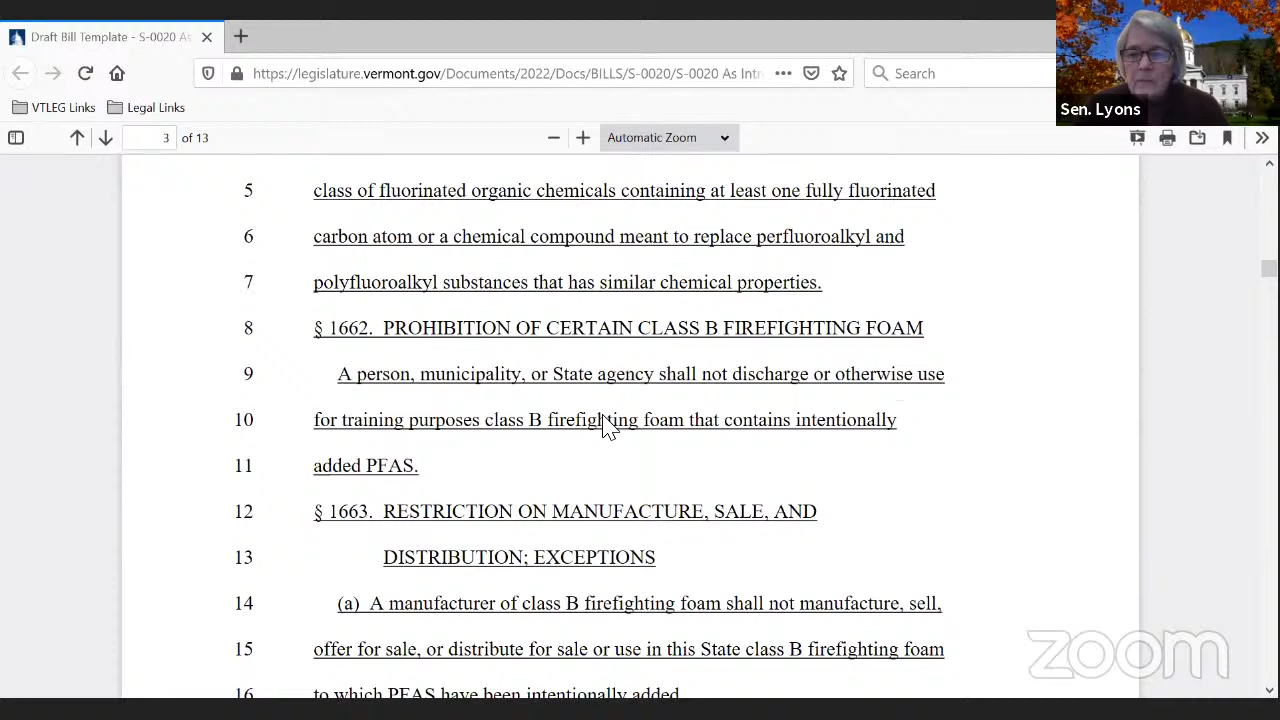 Draft Bill Template - S-0020 As
https://legislature.vermont.gov/Documents/2022/Docs/BILLS/S-0020/S-0020 As Intr
Search
Sen. Lyons
VTLEG Links
Legal Links
3 of 13
Automatic Zoom
5 class of fluorinated organic chemicals containing at least one fully fluorinated
6 carbon atom or a chemical compound meant to replace perfluoroalkyl and
7 polyfluoroalkyl substances that has similar chemical properties.
8 § 1662. PROHIBITION OF CERTAIN CLASS B FIREFIGHTING FOAM
9 A person, municipality, or State agency shall not discharge or otherwise use
10 for training purposes class B firefighting foam that contains intentionally
11 added PFAS.
12 § 1663. RESTRICTION ON MANUFACTURE, SALE, AND
13 DISTRIBUTION; EXCEPTIONS
14 (a) A manufacturer of class B firefighting foam shall not manufacture, sell,
15 offer for sale, or distribute for sale or use in this State class B firefighting foam
16 to which PFAS have been intentionally added
zoom